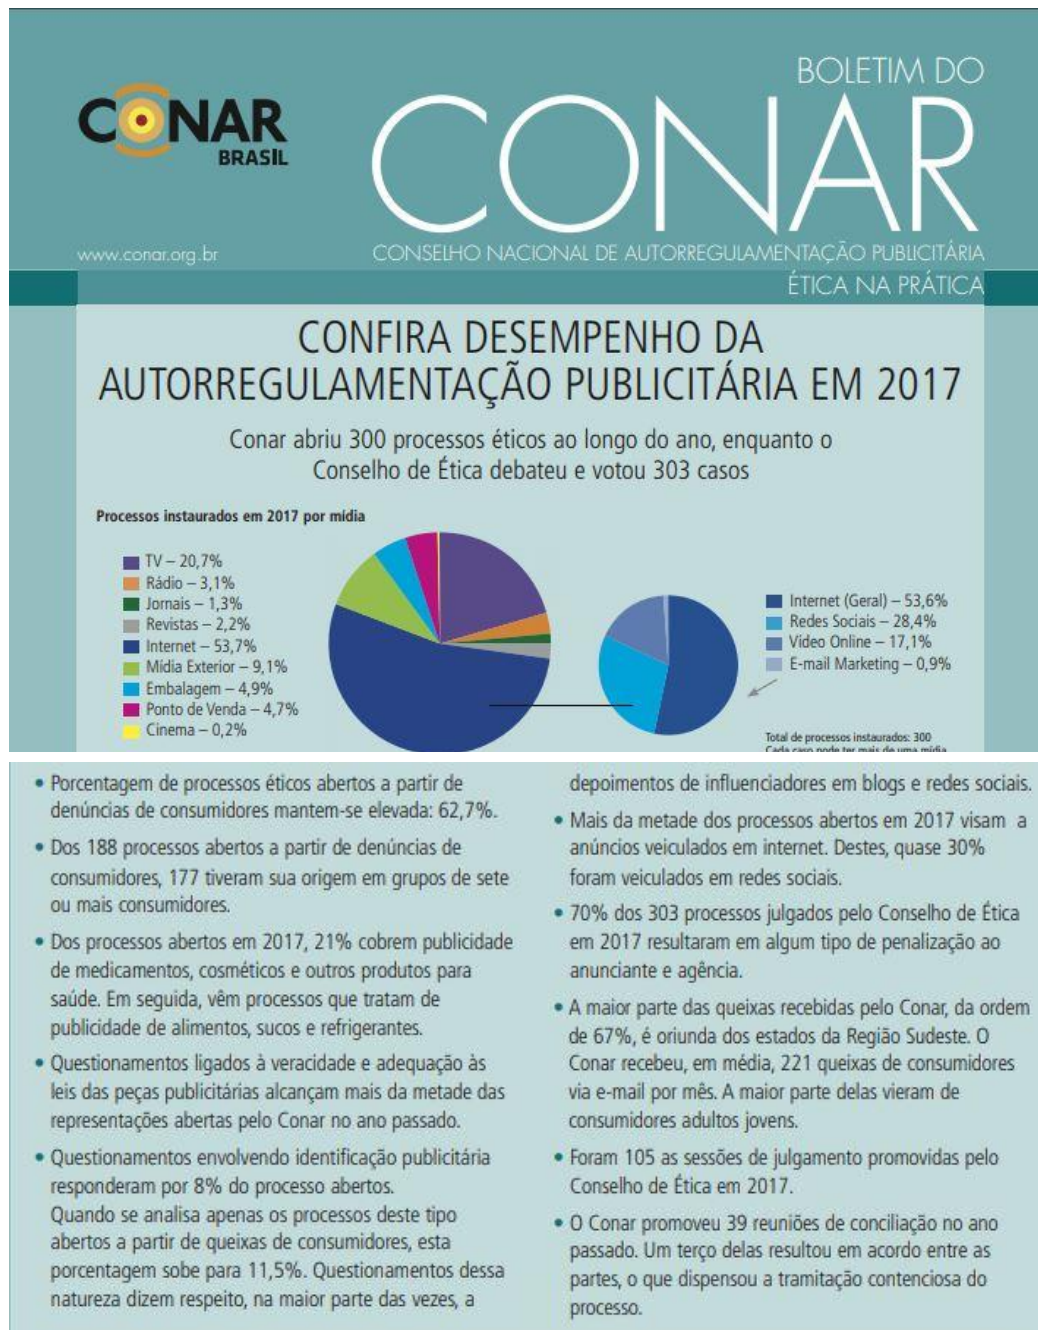 CONAR
BRASIL
BOLETIM DO
CONAR
www.conar.org.br
CONSELHO NACIONAL DE AUTORREGULAMENTAÇÃO PUBLICITÁRIA
ÉTICA NA PRÁTICA
CONFIRA DESEMPENHO DA
AUTORREGULAMENTAÇÃO PUBLICITÁRIA EM 2017
Conar abriu 300 processos éticos ao longo do ano, enquanto o
Conselho de Ética debateu e votou 303 casos
Processos instaurados em 2017 por mídia
TV – 20,7%
Rádio – 3,1%
Jornais – 1,3%
Revistas – 2,2%
Internet – 53,7%
Mídia Exterior – 9,1%
Embalagem – 4,9%
Ponto de Venda – 4,7%
Cinema – 0,2%
Internet (Geral) – 53,6%
Redes Sociais – 28,4%
Vídeo Online – 17,1%
E-mail Marketing – 0,9%
Total de processos instaurados: 300
Cada caso pode ter mais de uma mídia
• Porcentagem de processos éticos abertos a partir de
denúncias de consumidores mantem-se elevada: 62,7%.
• Dos 188 processos abertos a partir de denúncias de
consumidores, 177 tiveram sua origem em grupos de sete
ou mais consumidores.
• Dos processos abertos em 2017, 21% cobrem publicidade
de medicamentos, cosméticos e outros produtos para
saúde. Em seguida, vêm processos que tratam de
publicidade de alimentos, sucos e refrigerantes.
• Questionamentos ligados à veracidade e adequação às
leis das peças publicitárias alcançam mais da metade das
representações abertas pelo Conar no ano passado.
• Questionamentos envolvendo identificação publicitária
responderam por 8% do processo abertos.
Quando se analisa apenas os processos deste tipo
abertos a partir de queixas de consumidores, esta
porcentagem sobe para 11,5%. Questionamentos dessa
natureza dizem respeito, na maior parte das vezes, a
depoimentos de influenciadores em blogs e redes sociais.
• Mais da metade dos processos abertos em 2017 visam a
anúncios veiculados em internet. Destes, quase 30%
foram veiculados em redes sociais.
• 70% dos 303 processos julgados pelo Conselho de Ética
em 2017 resultaram em algum tipo de penalização ao
anunciante e agência.
• A maior parte das queixas recebidas pelo Conar, da ordem
de 67%, é oriunda dos estados da Região Sudeste. O
Conar recebeu, em média, 221 queixas de consumidores
via e-mail por mês. A maior parte delas vieram de
consumidores adultos jovens.
• Foram 105 as sessões de julgamento promovidas pelo
Conselho de Ética em 2017.
• O Conar promoveu 39 reuniões de conciliação no ano
passado. Um terço delas resultou em acordo entre as
partes, o que dispensou a tramitação contenciosa do
processo.